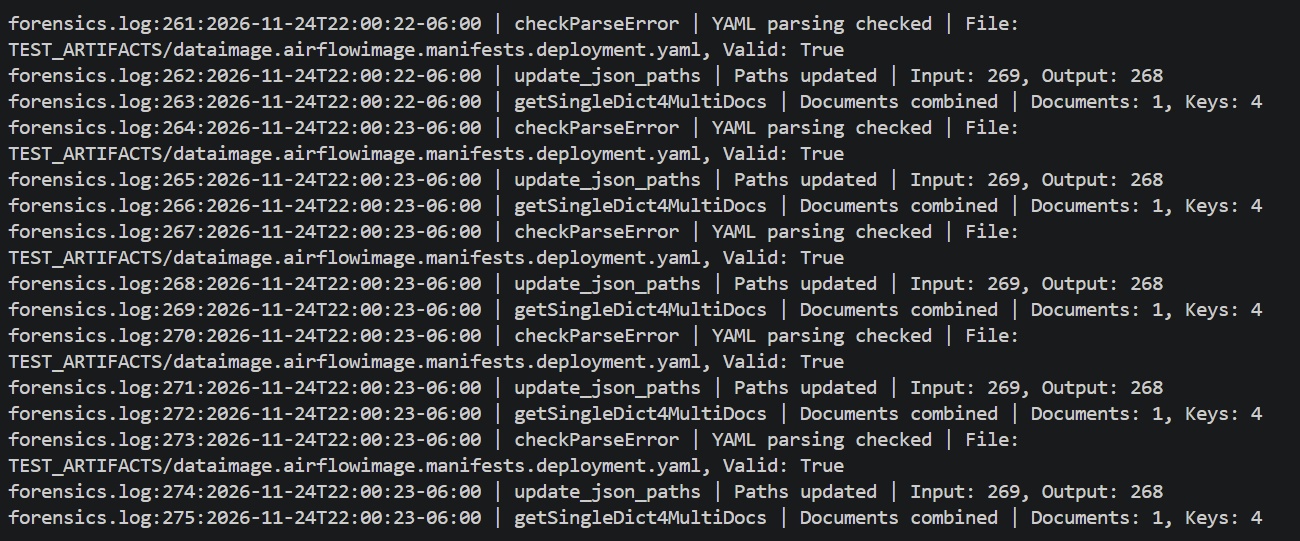 forensics.log:261:2026-11-24T22:00:22-06:00 | checkParseError | YAML parsing checked | File:
TEST_ARTIFACTS/dataimage.airflowimage.manifests.deployment.yaml, Valid: True
forensics.log:262:2026-11-24T22:00:22-06:00 | update_json_paths | Paths updated | Input: 269, Output: 268
forensics.log:263:2026-11-24T22:00:22-06:00 | getSingleDict4MultiDocs | Documents combined | Documents: 1, Keys: 4
forensics.log:264:2026-11-24T22:00:23-06:00 | checkParseError | YAML parsing checked | File:
TEST_ARTIFACTS/dataimage.airflowimage.manifests.deployment.yaml, Valid: True
forensics.log:265:2026-11-24T22:00:23-06:00 | update_json_paths | Paths updated | Input: 269, Output: 268
forensics.log:266:2026-11-24T22:00:23-06:00 | getSingleDict4MultiDocs | Documents combined | Documents: 1, Keys: 4
forensics.log:267:2026-11-24T22:00:23-06:00 | checkParseError | YAML parsing checked | File:
TEST_ARTIFACTS/dataimage.airflowimage.manifests.deployment.yaml, Valid: True
forensics.log:268:2026-11-24T22:00:23-06:00 | update_json_paths | Paths updated | Input: 269, Output: 268
forensics.log:269:2026-11-24T22:00:23-06:00 | getSingleDict4MultiDocs | Documents combined | Documents: 1, Keys: 4
forensics.log:270:2026-11-24T22:00:23-06:00 | checkParseError | YAML parsing checked | File:
TEST_ARTIFACTS/dataimage.airflowimage.manifests.deployment.yaml, Valid: True
forensics.log:271:2026-11-24T22:00:23-06:00 | update_json_paths | Paths updated | Input: 269, Output: 268
forensics.log:272:2026-11-24T22:00:23-06:00 | getSingleDict4MultiDocs | Documents combined | Documents: 1, Keys: 4
forensics.log:273:2026-11-24T22:00:23-06:00 | checkParseError | YAML parsing checked | File:
TEST_ARTIFACTS/dataimage.airflowimage.manifests.deployment.yaml, Valid: True
forensics.log:274:2026-11-24T22:00:23-06:00 | update_json_paths | Paths updated | Input: 269, Output: 268
forensics.log:275:2026-11-24T22:00:23-06:00 | getSingleDict4MultiDocs | Documents combined | Documents: 1, Keys: 4